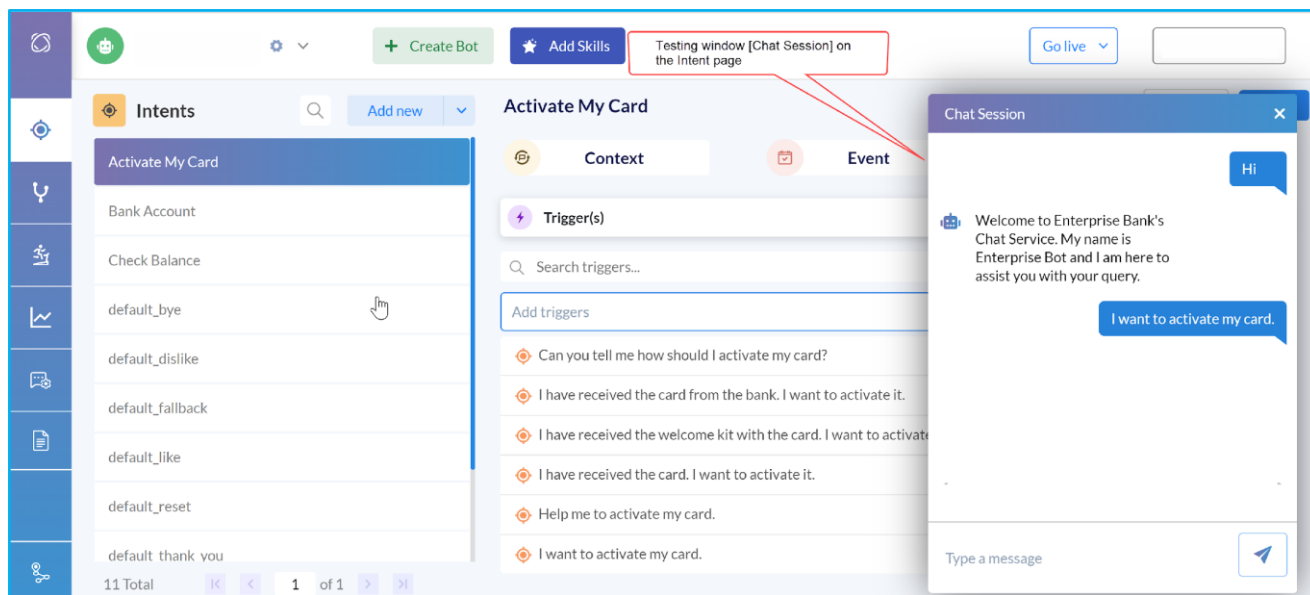 Create Bot
Add Skills
Testing window [Chat Session] on
the Intent page
Go live
Intents
Add new
Activate My Card
Bank Account
Check Balance
default_bye
default_dislike
default_fallback
default_like
default_reset
default_thank_you
11 Total
1 of 1
Activate My Card
Context
Event
Trigger(s)
Search triggers...
Add triggers
Can you tell me how should I activate my card?
I have received the card from the bank. I want to activate it.
I have received the welcome kit with the card. I want to activate
I have received the card. I want to activate it.
Help me to activate my card.
I want to activate my card.
Chat Session
Hi
Welcome to Enterprise Bank's
Chat Service. My name is
Enterprise Bot and I am here to
assist you with your query.
I want to activate my card.
Type a message